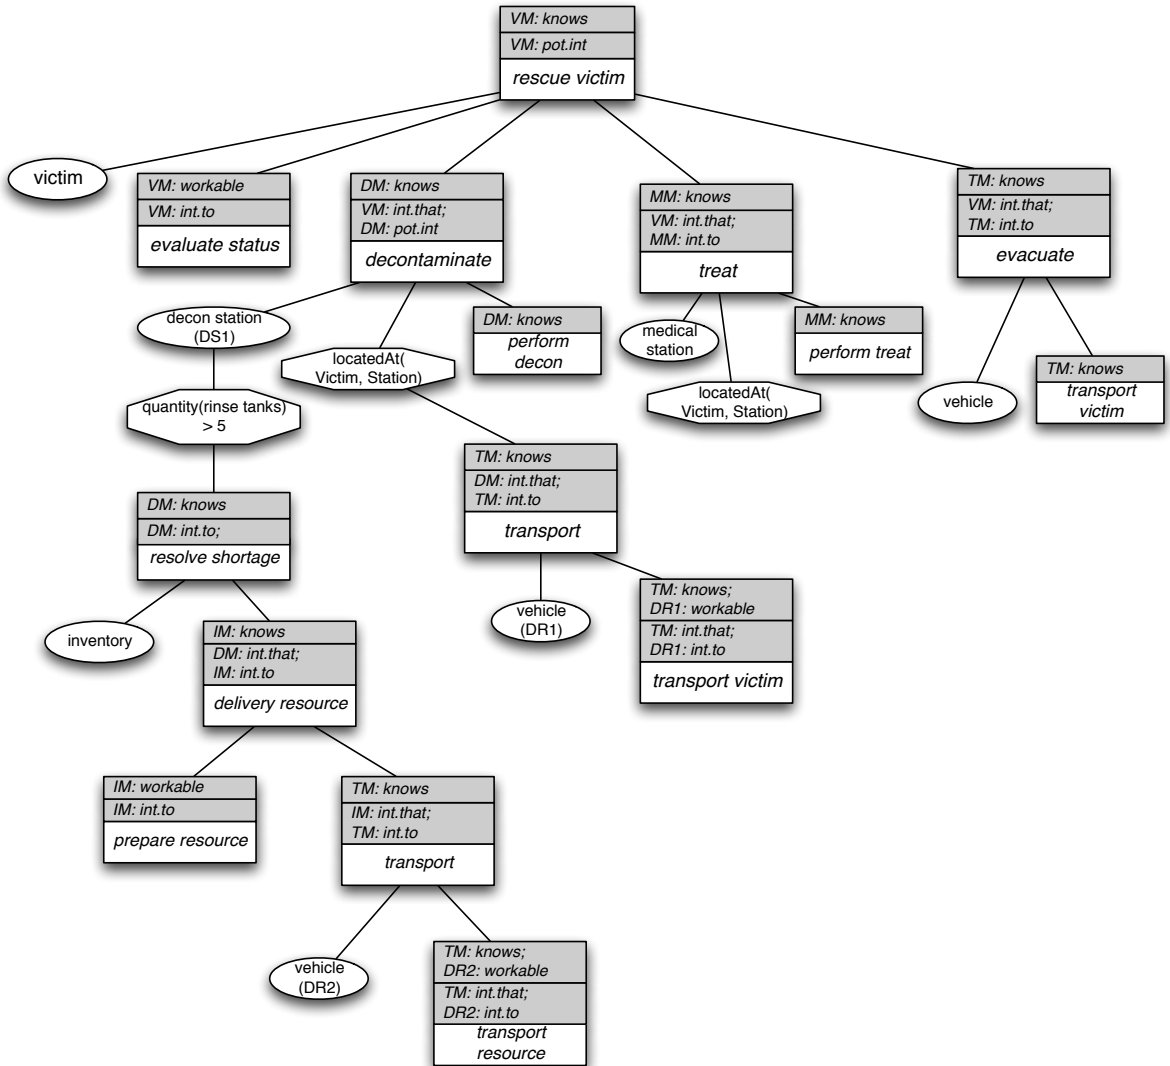 VM: knows
VM: pot.int
rescue victim
victim
VM: workable
VM: int.to
evaluate status
DM: knows
VM: int.that;
DM: pot.int
decontaminate
MM: knows
VM: int.that;
MM: int.to
treat
TM: knows
VM: int.that;
TM: int.to
evacuate
decon station
(DS1)
locatedAt(
Victim, Station)
DM: knows
perform
decon
medical
station
locatedAt(
Victim, Station)
MM: knows
perform treat
vehicle
TM: knows
transport
victim
quantity(rinse tanks)
> 5
TM: knows
DM: int.that;
TM: int.to
transport
DM: knows
DM: int.to;
resolve shortage
vehicle
(DR1)
TM: knows;
DR1: workable
TM: int.that;
DR1: int.to
transport victim
inventory
IM: knows
DM: int.that;
IM: int.to
delivery resource
IM: workable
IM: int.to
prepare resource
TM: knows
IM: int.that;
TM: int.to
transport
vehicle
(DR2)
TM: knows;
DR2: workable
TM: int.that;
DR2: int.to
transport
resource